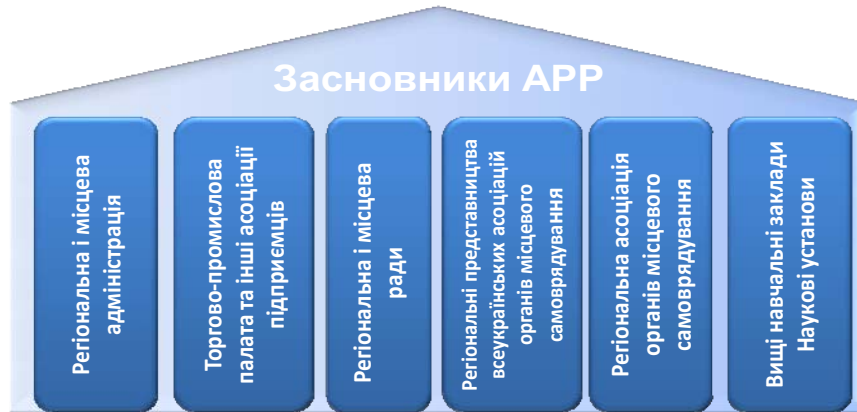 Засновники АРР
Регіональна і місцева
адміністрація
Торгово-промислова
палата та інші асоціації
підприємців
Регіональна і місцева
ради
Регіональні представництва
всеукраїнських асоціацій
органів місцевого
самоврядування
Регіональна асоціація
органів місцевого
самоврядування
Вищі навчальні заклади
Наукові установи